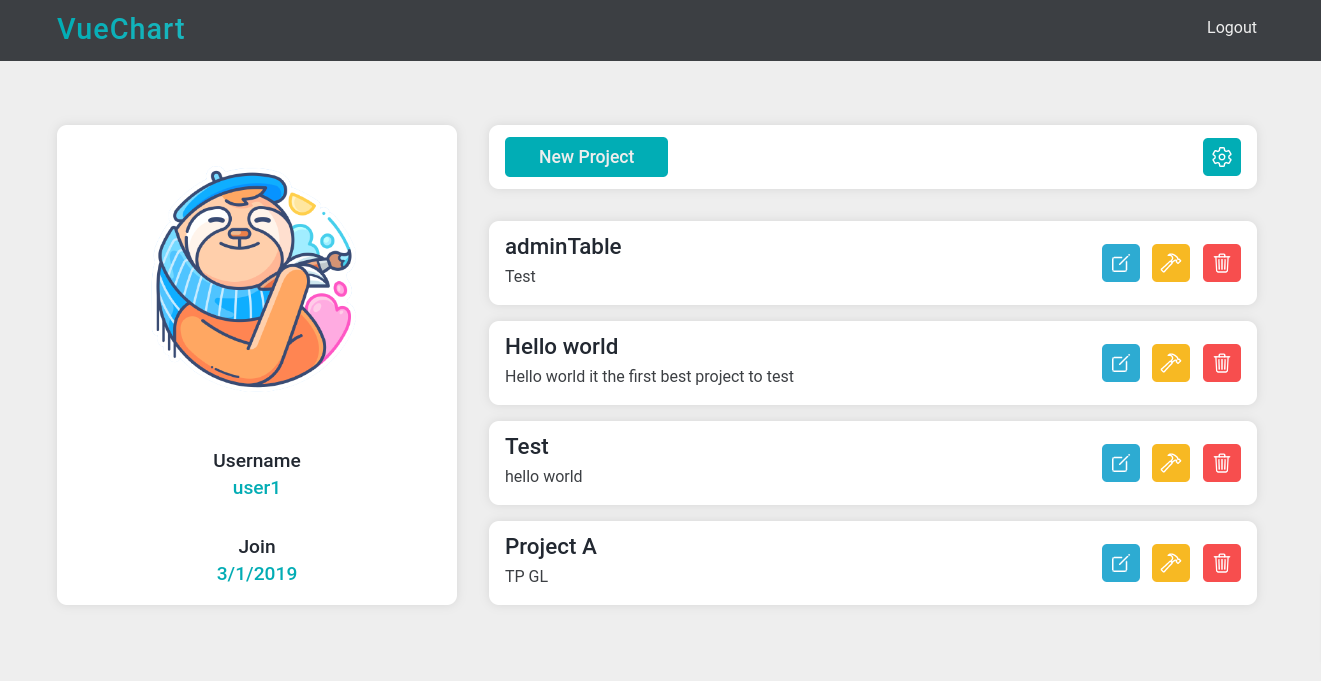 VueChart
Logout
New Project
adminTable
Test
Hello world
Hello world it the first best project to test
Test
hello world
Project A
TP GL
Username
user1
Join
3/1/2019